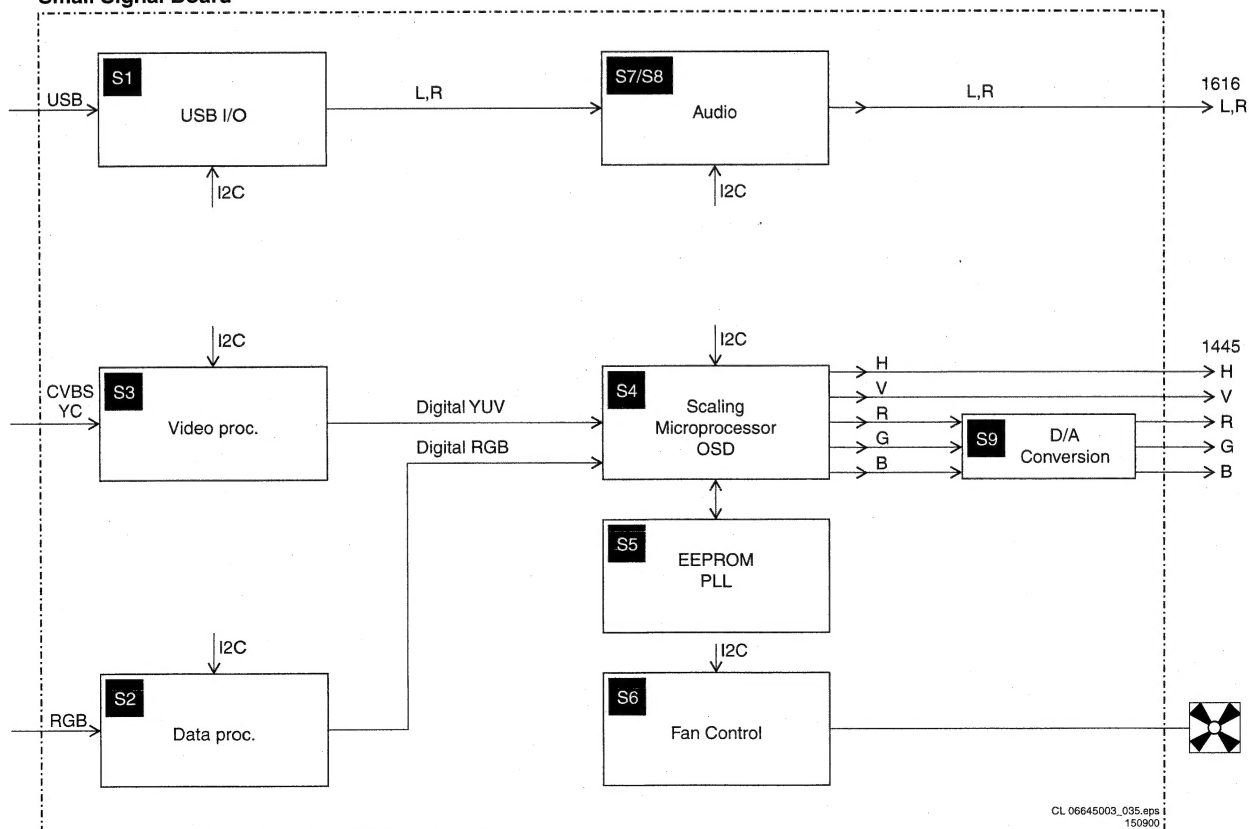 Small Signal Board
S1
USB
USB I/O
L,R
I2C
S7/S8
Audio
L,R
I2C
1616
L,R
I2C
S3
CVBS
YC
Video proc.
Digital YUV
Digital RGB
I2C
S4
Scaling
Microprocessor
OSD
H
V
R
G
B
S9
D/A
Conversion
1445
H
V
R
G
B
S5
EEPROM
PLL
I2C
S2
RGB
Data proc.
I2C
S6
Fan Control
CL 06645003_035.eps
150900